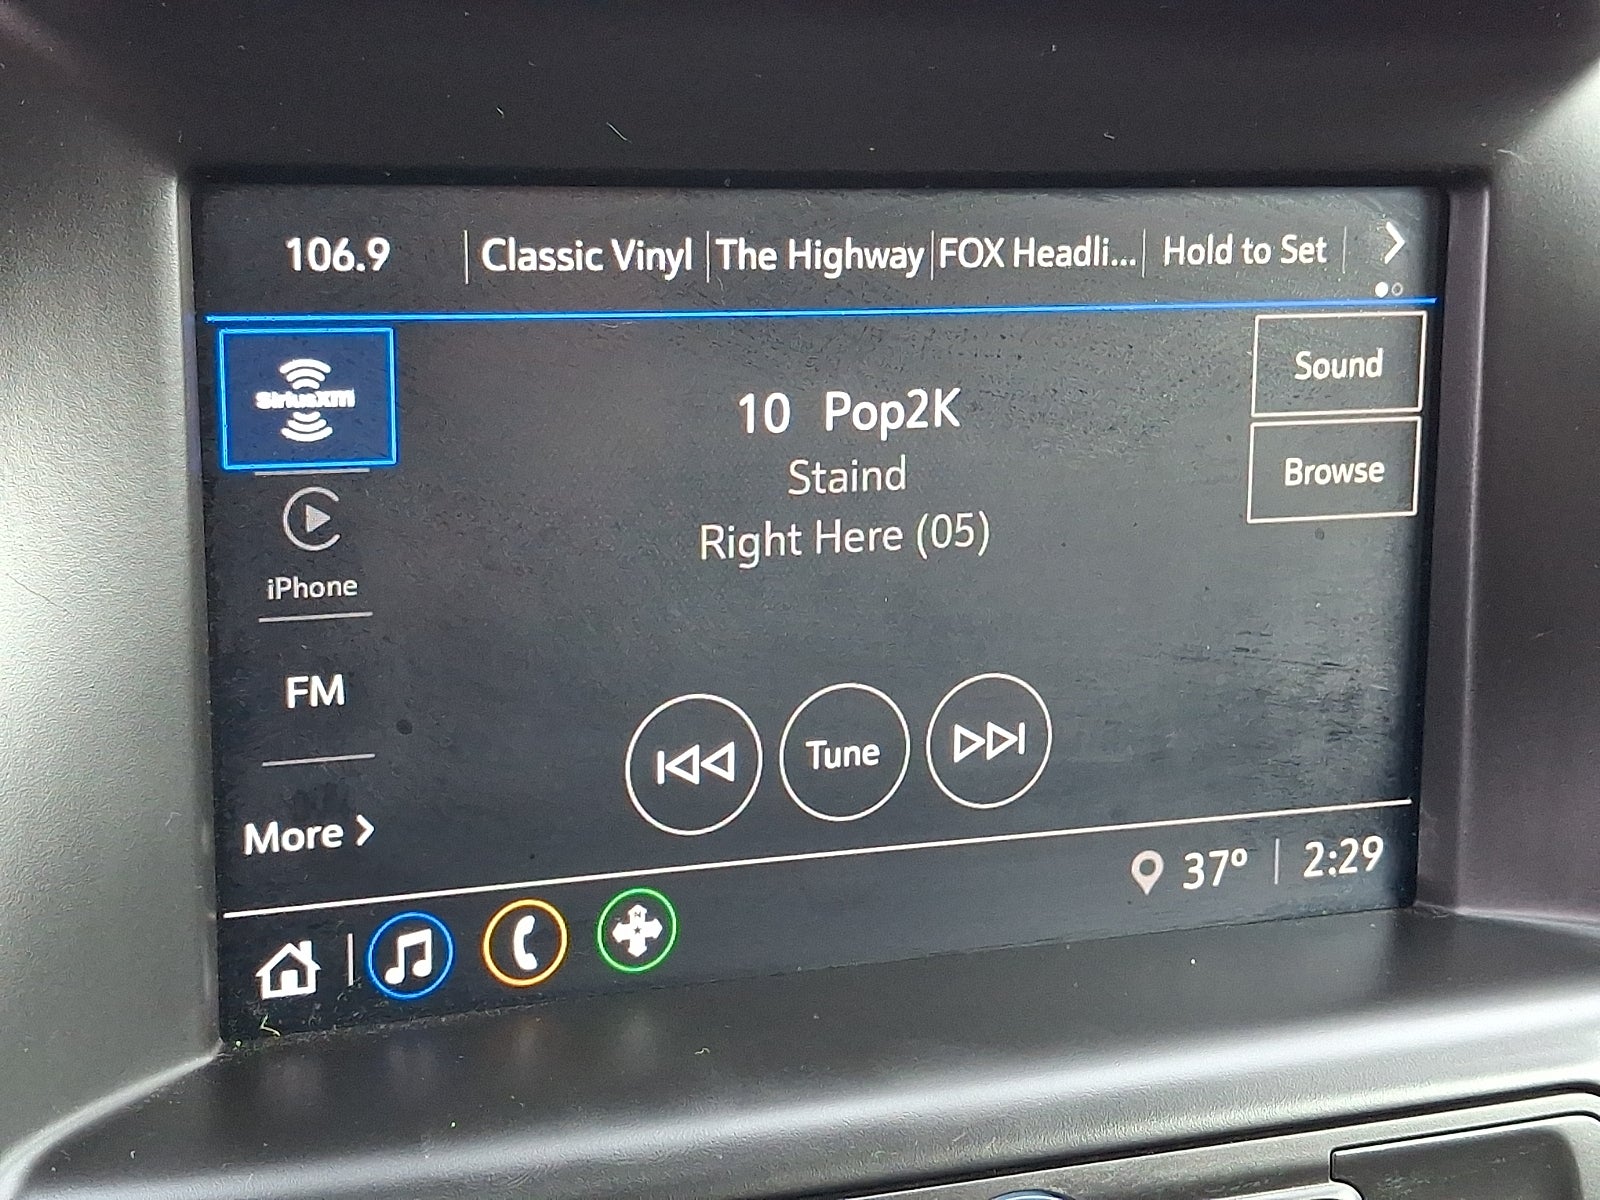 106.9 Classic Vinyl The Highway FOX Headli... Hold to Set
SiriusXM
10 Pop2K
Staind
Right Here (05)
Sound
Browse
iPhone
FM
More
Tune
37° 2:29
N